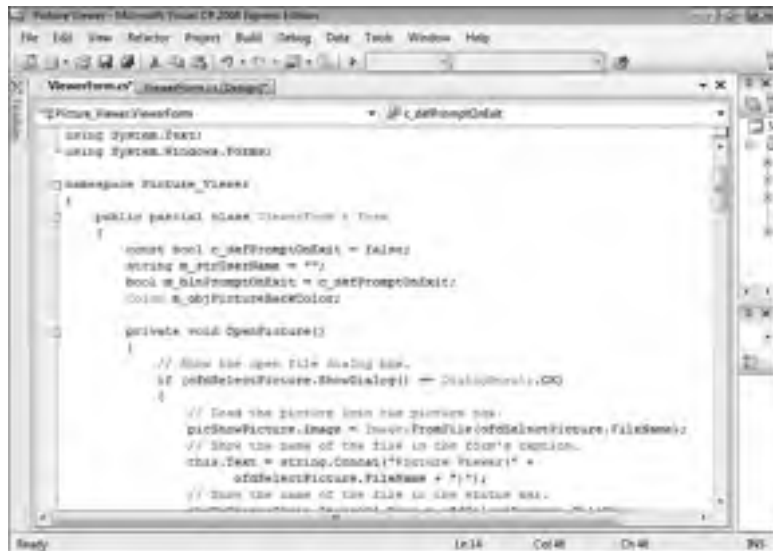 Picture Viewer - Microsoft Visual C# 2008 Express Edition
File Edit View Refactor Project Build Debug Data Tools Window Help
ViewerForm.cs* ViewerForm.cs [Design]*
Picture_Viewer.ViewerForm c_defPromptOnExit
using System.Text;
using System.Windows.Forms;
namespace Picture_Viewer
{
public partial class ViewerForm : Form
{
const bool c_defPromptOnExit = false;
string m_strUserName = "";
bool m_blnPromptOnExit = c_defPromptOnExit;
Color m_objPictureBackColor;
private void OpenPicture()
{
// Show the open file dialog box.
if (ofdSelectPicture.ShowDialog() == DialogResult.OK)
{
// Load the picture into the picture box.
picShowPicture.Image = Image.FromFile(ofdSelectPicture.FileName);
// Show the name of the file in the form's caption.
this.Text = string.Concat("Picture Viewer(" +
ofdSelectPicture.FileName + ")");
// Show the name of the file in the status bar.
Ready Ln 14 Col 48 Ch 48 INS